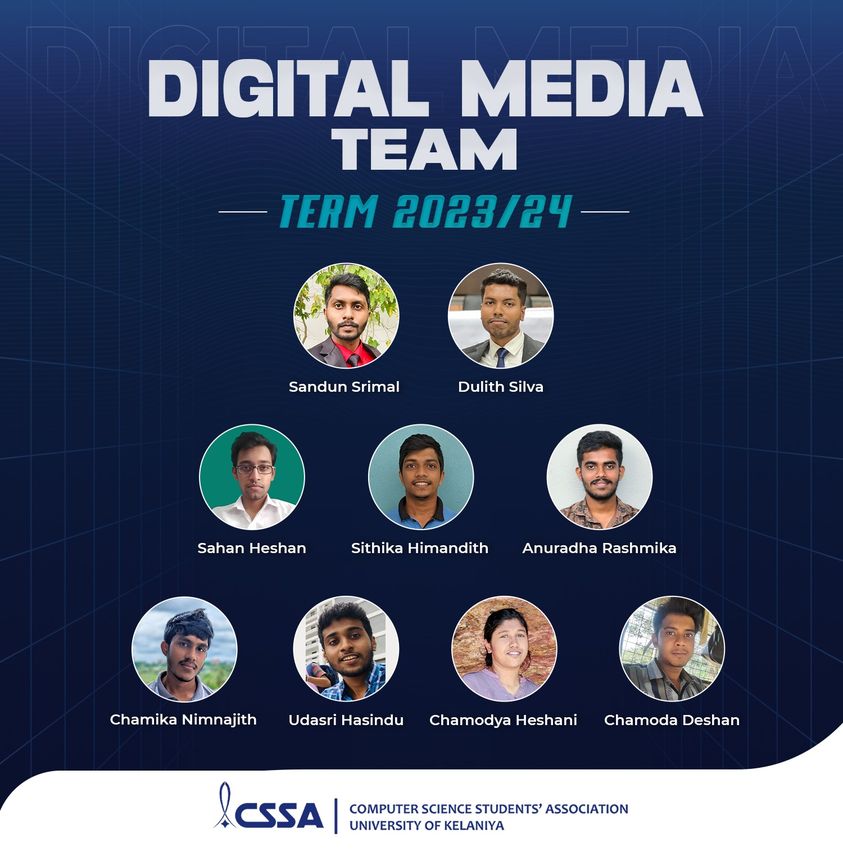 DIGITAL MEDIA
DIGITAL MEDIA
TEAM
TERM 2023/24
Sandun Srimal
Dulith Silva
Sahan Heshan
Sithika Himandith
Anuradha Rashmika
Chamika Nimnajith
Udasri Hasindu
Chamodya Heshani
Chamoda Deshan
CSSA
COMPUTER SCIENCE STUDENTS' ASSOCIATION
UNIVERSITY OF KELANIYA